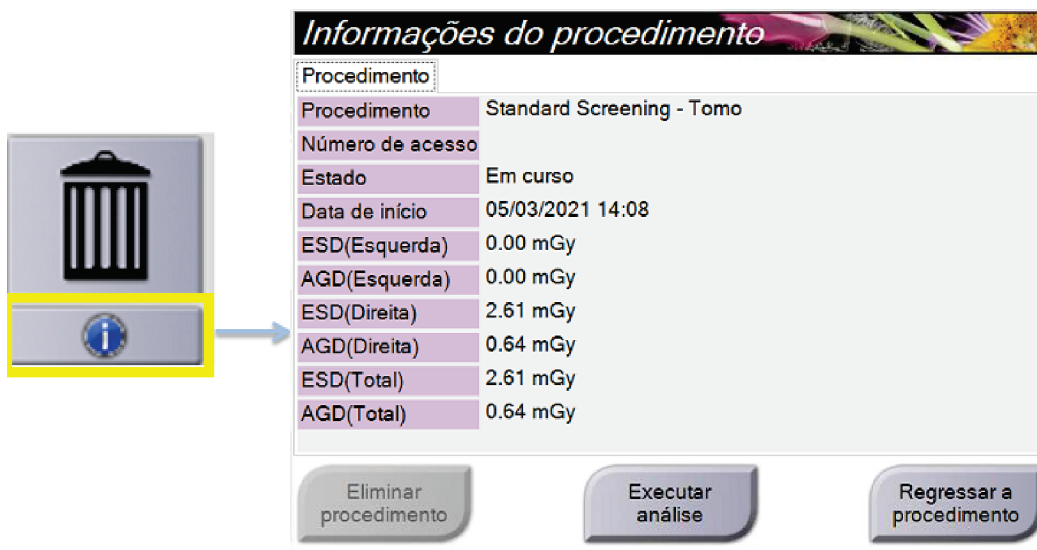 Informações do procedimento
Procedimento
Procedimento Standard Screening - Tomo
Número de acesso
Estado Em curso
Data de início 05/03/2021 14:08
ESD(Esquerda) 0.00 mGy
AGD(Esquerda) 0.00 mGy
ESD(Direita) 2.61 mGy
AGD(Direita) 0.64 mGy
ESD(Total) 2.61 mGy
AGD(Total) 0.64 mGy
Eliminar
procedimento
Executar
análise
Regressar a
procedimento